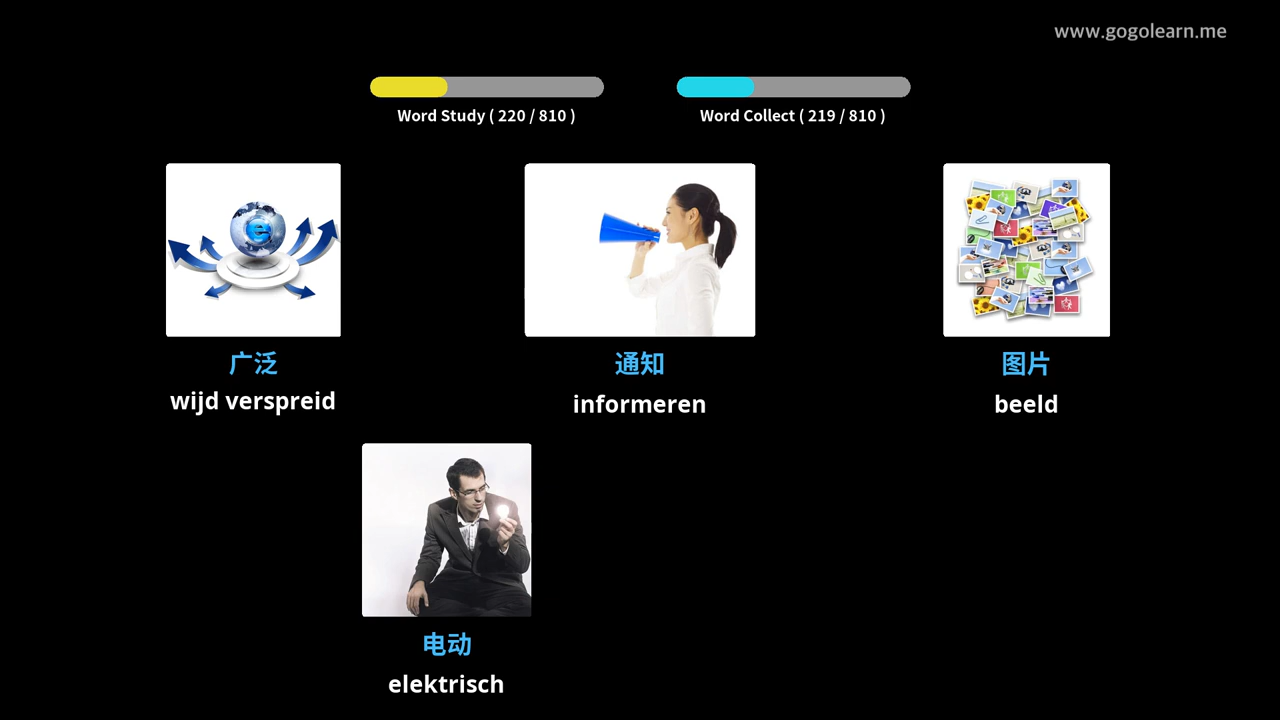 www.gogolearn.me
Word Study ( 220 / 810 )
Word Collect ( 219 / 810 )
e
广泛
wijd verspreid
通知
informeren
图片
beeld
电动
elektrisch